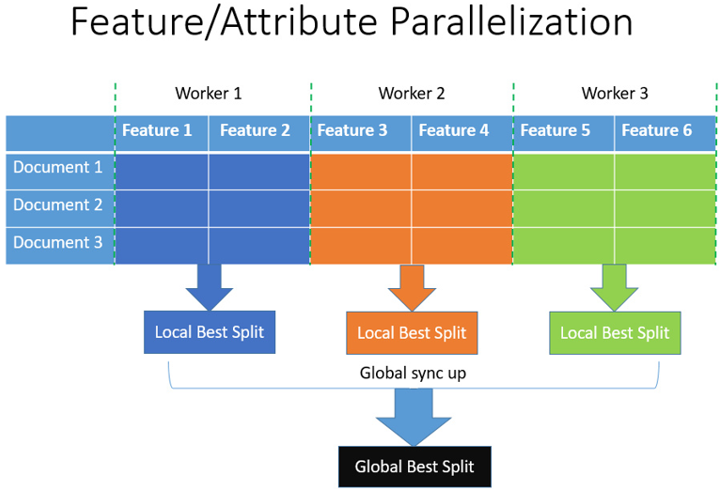 Feature/Attribute Parallelization
Worker 1 Worker 2 Worker 3
Feature 1 Feature 2 Feature 3 Feature 4 Feature 5 Feature 6
Document 1
Document 2
Document 3
Local Best Split Local Best Split Local Best Split
Global sync up
Global Best Split